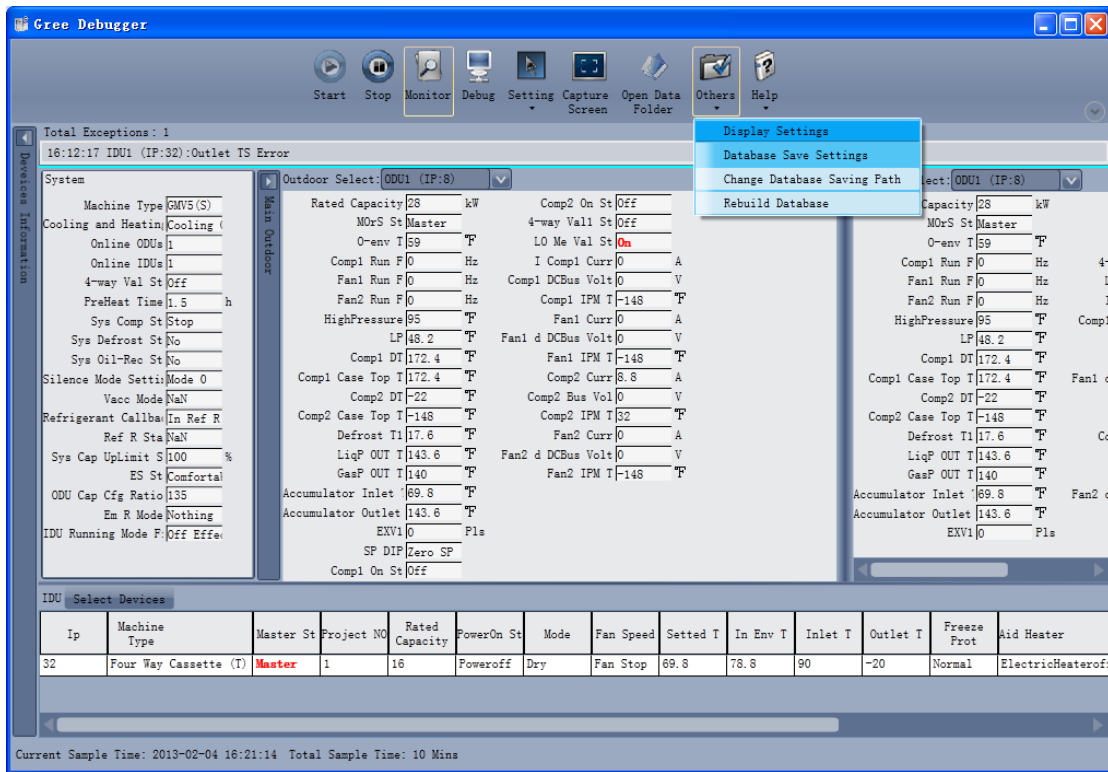 Gree Debugger
Start Stop Monitor Debug Setting Capture Screen Open Data Folder Others Help
Display Settings
Database Save Settings
Change Database Saving Path
Rebuild Database
Total Exceptions: 1
16:12:17 IDU1 (IP:32):Outlet TS Error
Deveices Information
System
Machine Type GMV5(S)
Cooling and Heating Cooling (
Online ODUs 1
Online IDUs 1
4-way Val St Off
PreHeat Time 1.5 h
Sys Comp St Stop
Sys Defrost St No
Sys Oil-Rec St No
Silence Mode Setti: Mode 0
Vacc Mode NaN
Refrigerant Callba( In Ref R
Ref R Sta NaN
Sys Cap UpLimit S 100 %
ES St Comfortal
ODU Cap Cfg Ratio 135
Em R Mode Nothing
IDU Running Mode F: Off Effe
Main Outdoor
Outdoor Select: ODU1 (IP:8)
Rated Capacity 28 kW Comp2 On St Off
MOrS St Master 4-way Val1 St Off
O-env T 59 ℉ LO Me Val St On
Comp1 Run F 0 Hz I Comp1 Curr 0 A
Fan1 Run F 0 Hz Comp1 DCBus Volt 0 V
Fan2 Run F 0 Hz Comp1 IPM T -148 ℉
HighPressure 95 ℉ Fan1 Curr 0 A
LP 48.2 ℉ Fan1 d DCBus Volt 0 V
Comp1 DT 172.4 ℉ Fan1 IPM T -148 ℉
Comp1 Case Top T 172.4 ℉ Comp2 Curr 8.8 A
Comp2 DT -22 ℉ Comp2 Bus Vol 0 V
Comp2 Case Top T -148 ℉ Comp2 IPM T 32 ℉
Defrost T1 17.6 ℉ Fan2 Curr 0 A
LiqP OUT T 143.6 ℉ Fan2 d DCBus Volt 0 V
GasP OUT T 140 ℉ Fan2 IPM T -148 ℉
Accumulator Inlet 69.8 ℉
Accumulator Outlet 143.6 ℉
EXV1 0 Pls
SP DIP Zero SP
Comp1 On St Off
lect: ODU1 (IP:8)
Capacity 28 kW
MOrS St Master
O-env T 59 ℉
Comp1 Run F 0 Hz 4-
Fan1 Run F 0 Hz
Fan2 Run F 0 Hz
HighPressure 95 ℉ Comp1
LP 48.2 ℉
Comp1 DT 172.4 ℉
Comp1 Case Top T 172.4 ℉ Fan1 d
Comp2 DT -22 ℉
Comp2 Case Top T -148 ℉
Defrost T1 17.6 ℉ Co
LiqP OUT T 143.6 ℉
GasP OUT T 140 ℉
Accumulator Inlet 69.8 ℉ Fan2 d
Accumulator Outlet 143.6 ℉
EXV1 0 Pls
IDU Select Devices
Ip Machine Type Master St Project NO Rated Capacity PowerOn St Mode Fan Speed Setted T In Env T Inlet T Outlet T Freeze Prot Aid Heater
32 Four Way Cassette (T) Master 1 16 Poweroff Dry Fan Stop 69.8 78.8 90 -20 Normal ElectricHeaterof
Current Sample Time: 2013-02-04 16:21:14 Total Sample Time: 10 Mins